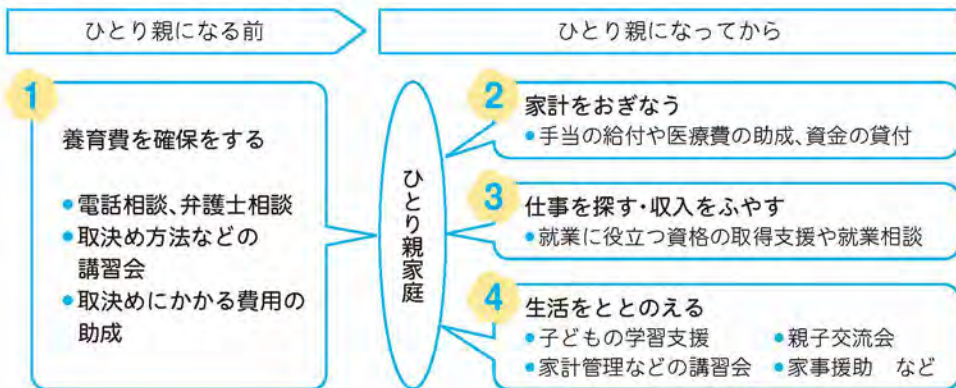 ひとり親になる前
ひとり親になってから
1
養育費を確保をする
●電話相談、弁護士相談
●取決め方法などの
講習会
●取決めにかかる費用の
助成
ひとり親家庭
2
家計をおぎなう
●手当の給付や医療費の助成、資金の貸付
3
仕事を探す・収入をふやす
●就業に役立つ資格の取得支援や就業相談
4
生活をととのえる
●子どもの学習支援 ●親子交流会
●家計管理などの講習会 ●家事援助 など